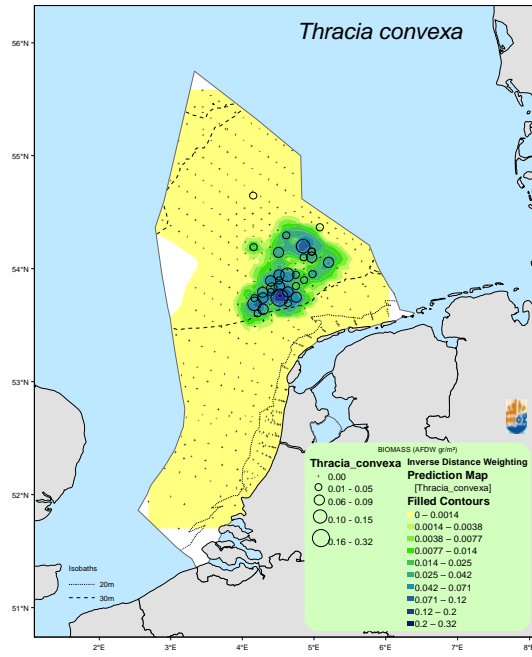 Thracia convexa
56°N
55°N
54°N
53°N
52°N
51°N
2°E
3°E
4°E
5°E
6°E
7°E
8°E
Isobaths
20m
30m
BIOMASS (AFDW gr/m²)
Thracia_convexa
0.00
0.01 - 0.05
0.06 - 0.09
0.10 - 0.15
0.16 - 0.32
Inverse Distance Weighting
Prediction Map
[Thracia_convexa]
Filled Contours
0 – 0.0014
0.0014 – 0.0038
0.0038 – 0.0077
0.0077 – 0.014
0.014 – 0.025
0.025 – 0.042
0.042 – 0.071
0.071 – 0.12
0.12 – 0.2
0.2 – 0.32